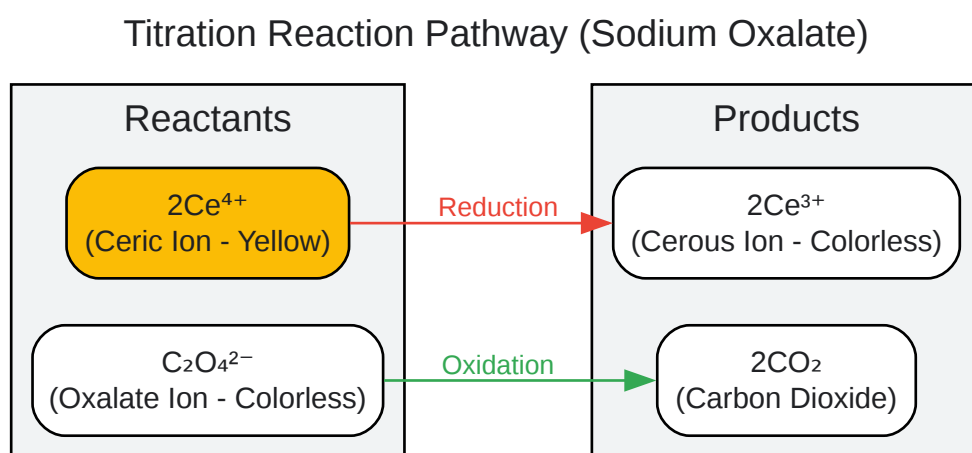 Titration Reaction Pathway (Sodium Oxalate)
Reactants
Products
2Ce⁴⁺
(Ceric Ion - Yellow)
Reduction
2Ce³⁺
(Cerous Ion - Colorless)
C₂O₄²⁻
(Oxalate Ion - Colorless)
Oxidation
2CO₂
(Carbon Dioxide)